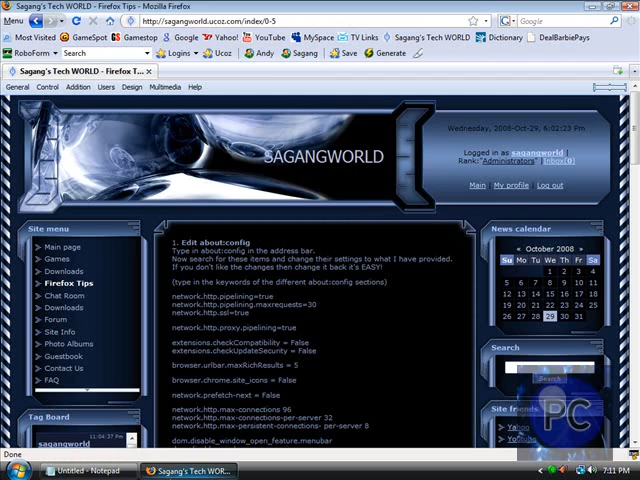 Sagang's Tech WORLD - Firefox Tips - Mozilla Firefox
Menu
http://sagangworld.ucoz.com/index/0-5
Google
Most Visited GameSpot Gamestop Google Yahoo! YouTube MySpace TV Links Sagang's Tech WORLD Dictionary DealBarbiePays
RoboForm Search Logins Ucoz Andy Sagang Save Generate
Sagang's Tech WORLD - Firefox T...
General Control Addition Users Design Multimedia Help
SAGANGWORLD
Wednesday, 2008-Oct-29, 6:02:23 Pm
Logged in as sagangworld |
Rank:"Administrators" | Inbox(0)
Main | My profile | Log out
Site menu
Main page
Games
Downloads
Firefox Tips
Chat Room
Downloads
Forum
Site Info
Photo Albums
Guestbook
Contact Us
FAQ
Tag Board
11:04:37 Pm
sagangworld
1. Edit about:config
Type in about:config in the address bar.
Now search for these items and change their settings to what I have provided.
If you don't like the changes then change it back it's EASY!
(type in the keywords of the different about:config sections)
network.http.pipelining=true
network.http.pipelining.maxrequests=30
network.http.ssl=true
network.http.proxy.pipelining=true
extensions.checkCompatibility = False
extensions.checkUpdateSecurity = False
browser.urlbar.maxRichResults = 5
browser.chrome.site_icons = False
network.prefetch-next = False
network.http.max-connections 96
network.http.max-connections-per-server 32
network.http.max-persistent-connections- per-server 8
dom.disable_window_open_feature.menubar
News calendar
« October 2008 »
Su Mo Tu We Th Fr Sa
1 2 3 4
5 6 7 8 9 10 11
12 13 14 15 16 17 18
19 20 21 22 23 24 25
26 27 28 29 30 31
Search
Search
Site friends
Yahoo
Youtube
PC
Done
Untitled - Notepad
Sagang's Tech WOR...
7:11 PM